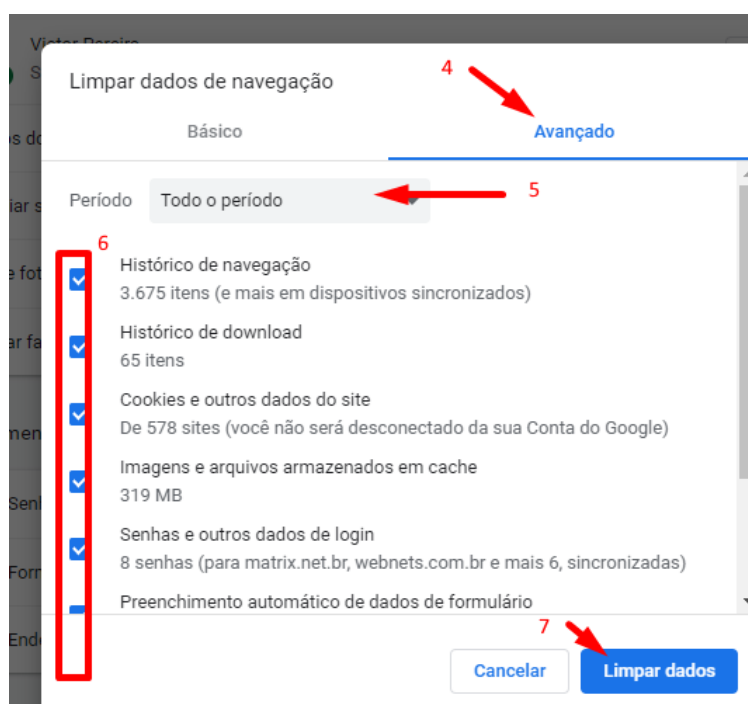 Limpar dados de navegação
4
Básico
Avançado
Período
Todo o período
5
6
Histórico de navegação
3.675 itens (e mais em dispositivos sincronizados)
Histórico de download
65 itens
Cookies e outros dados do site
De 578 sites (você não será desconectado da sua Conta do Google)
Imagens e arquivos armazenados em cache
319 MB
Senhas e outros dados de login
8 senhas (para matrix.net.br, webnets.com.br e mais 6, sincronizadas)
Preenchimento automático de dados de formulário
7
Cancelar
Limpar dados